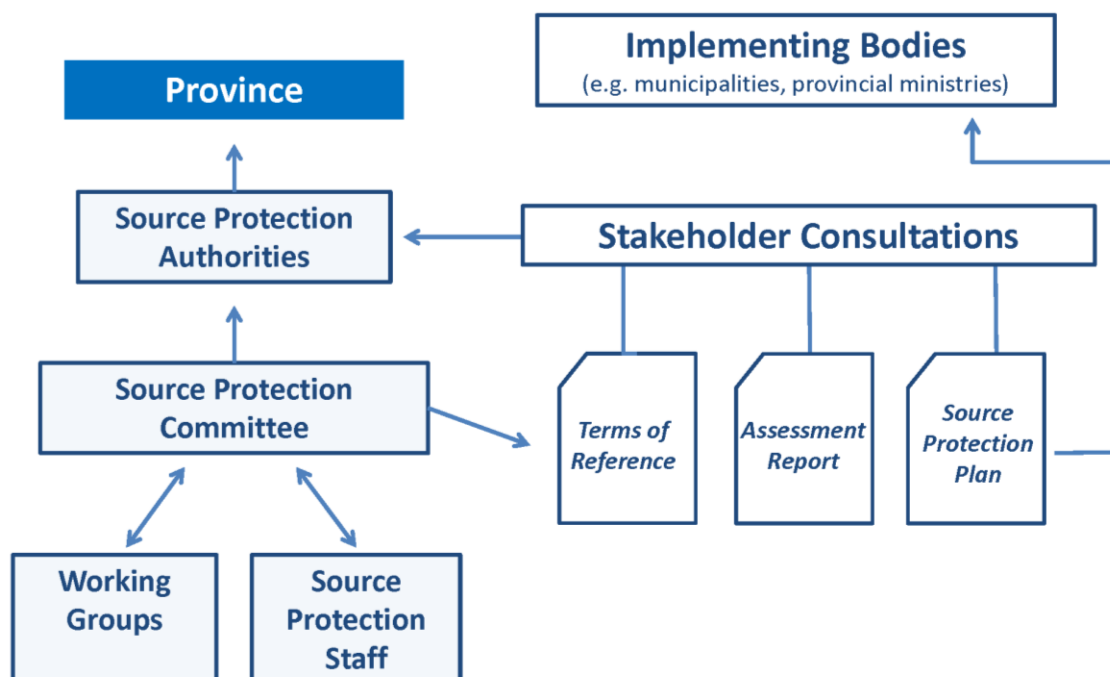 Implementing Bodies
(e.g. municipalities, provincial ministries)
Province
Source Protection
Authorities
Stakeholder Consultations
Source Protection
Committee
Terms of
Reference
Assessment
Report
Source
Protection
Plan
Working
Groups
Source
Protection
Staff